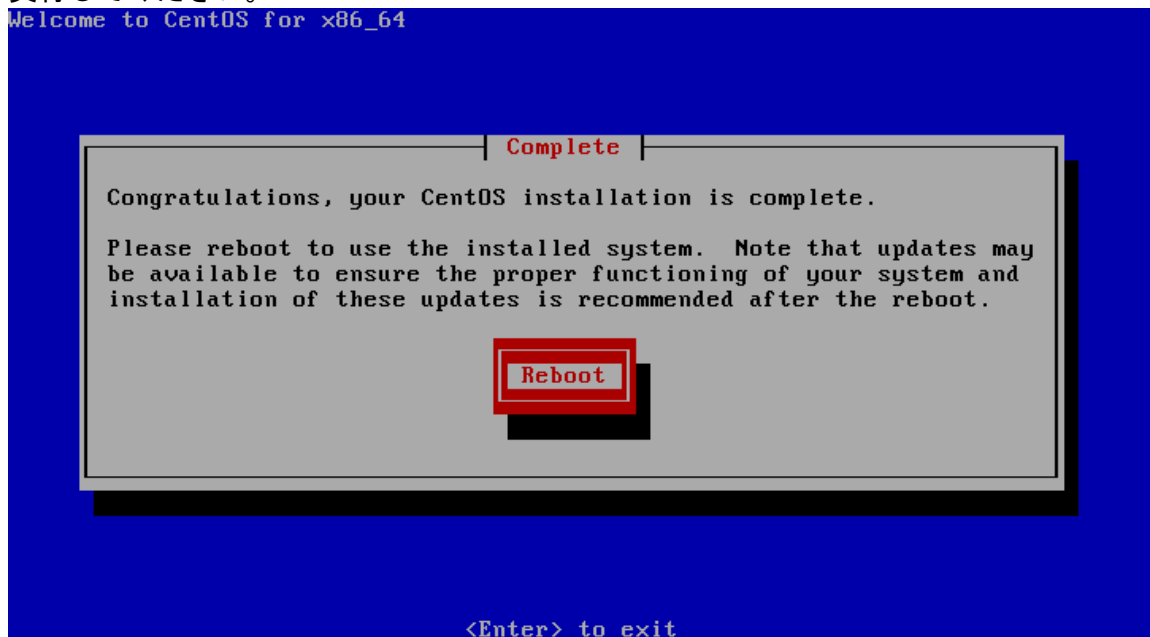 Welcome to CentOS for x86_64
Complete
Congratulations, your CentOS installation is complete.
Please reboot to use the installed system.  Note that updates may
be available to ensure the proper functioning of your system and
installation of these updates is recommended after the reboot.
Reboot
<Enter> to exit